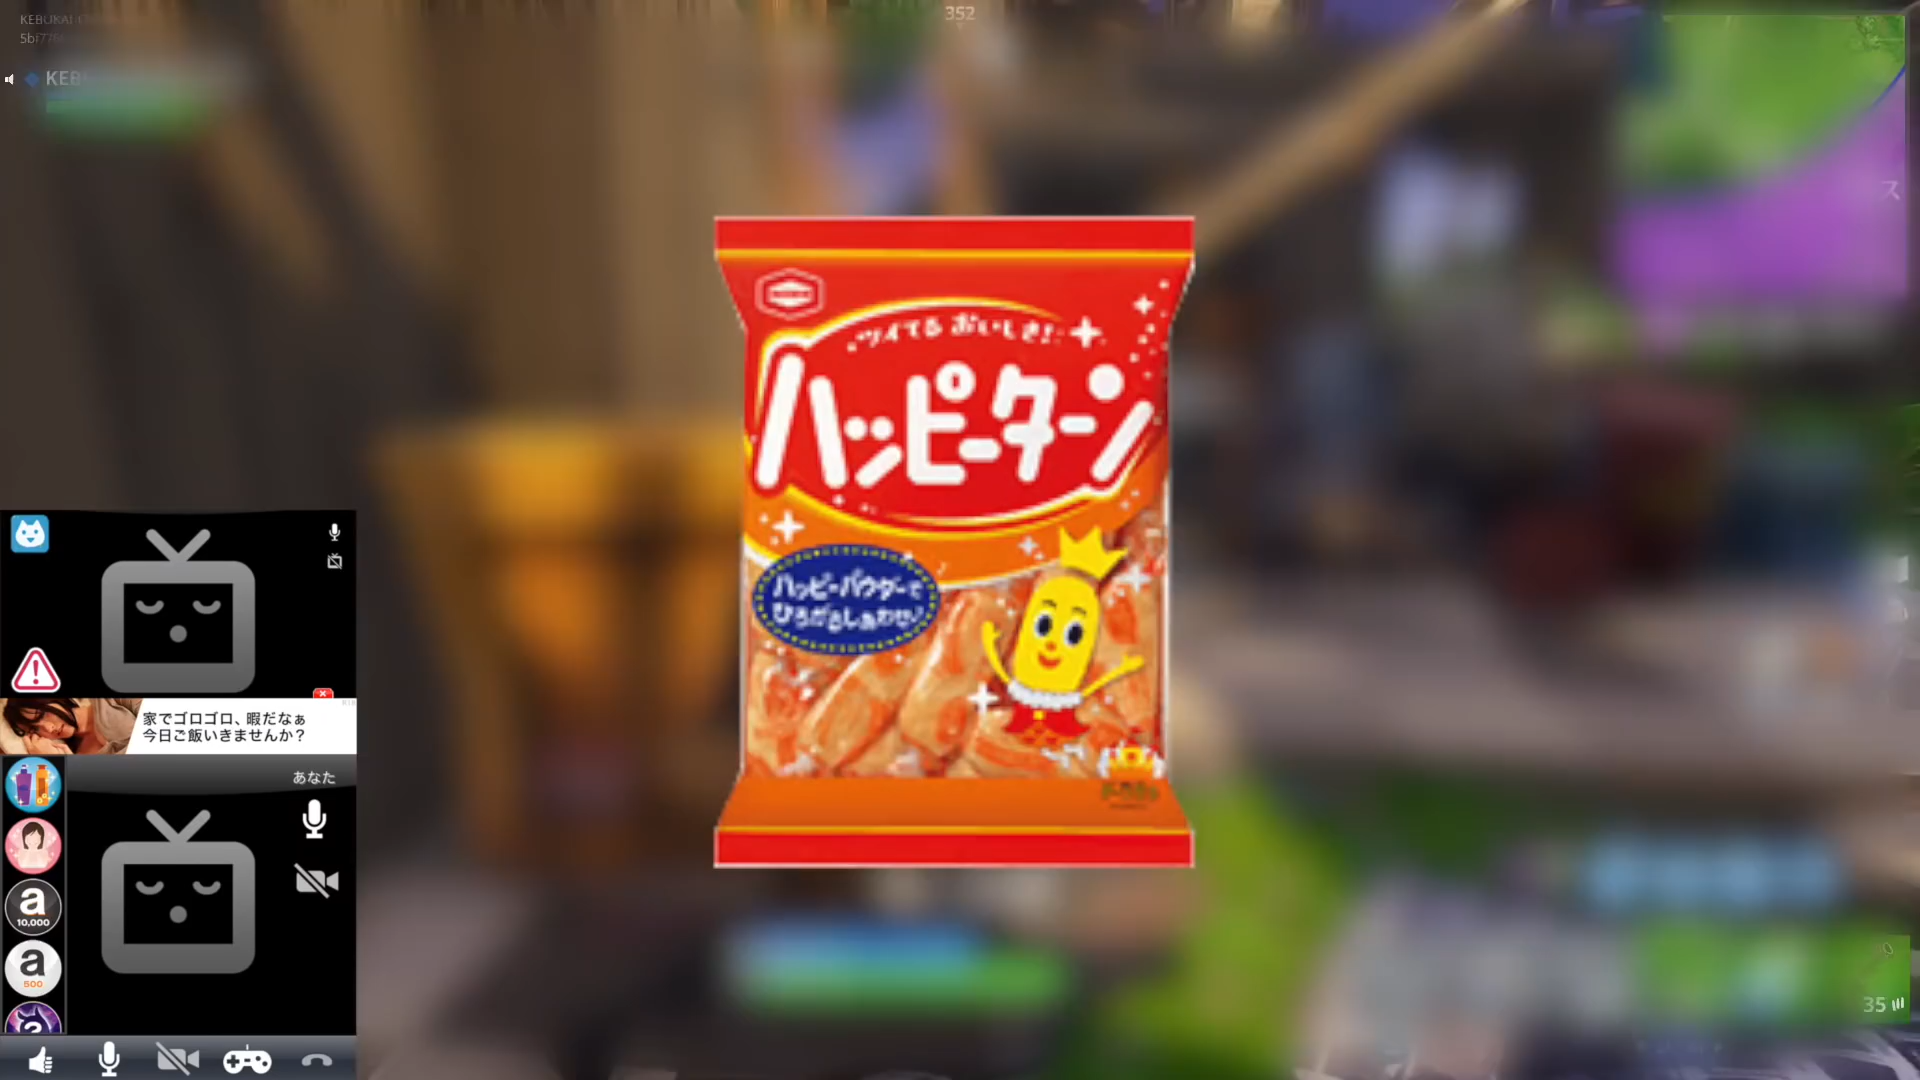 352
KEB
ツイてる おいしさ!
ハッピーターン
ハッピーパウダーで
ひろがるしあわせ♪
家でゴロゴロ、暇だなぁ
今日ご飯いきませんか？
あなた
a
10,000
a
500
?
35